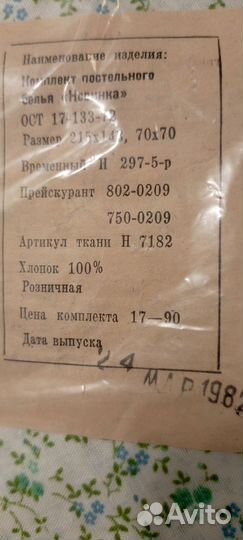 Наименование изделия:
Комплект постельного
белья «Новинка»
ОСТ 17-133-72
Размер 215х143, 70х70
Временный Н 297-5-р
Прейскурант 802-0209
750-0209
Артикул ткани Н 7182
Хлопок 100%
Розничная
Цена комплекта 17—90
Дата выпуска
24 МАР 198
Avito